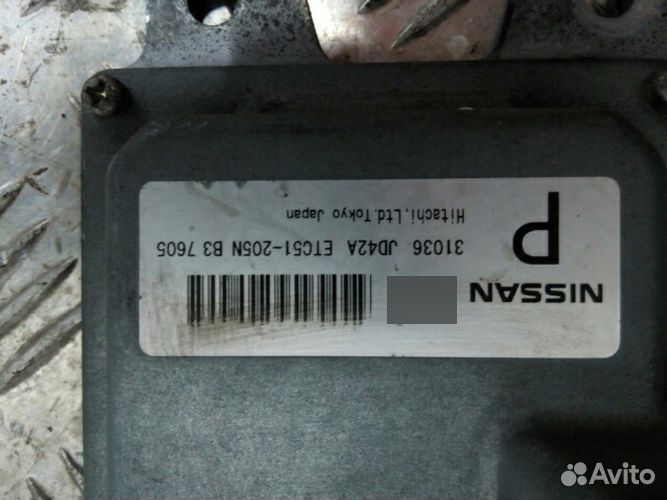 NISSAN
P
31036 JD42A ETC51-205N B3 7605
Hitachi,Ltd.Tokyo Japan
Avito